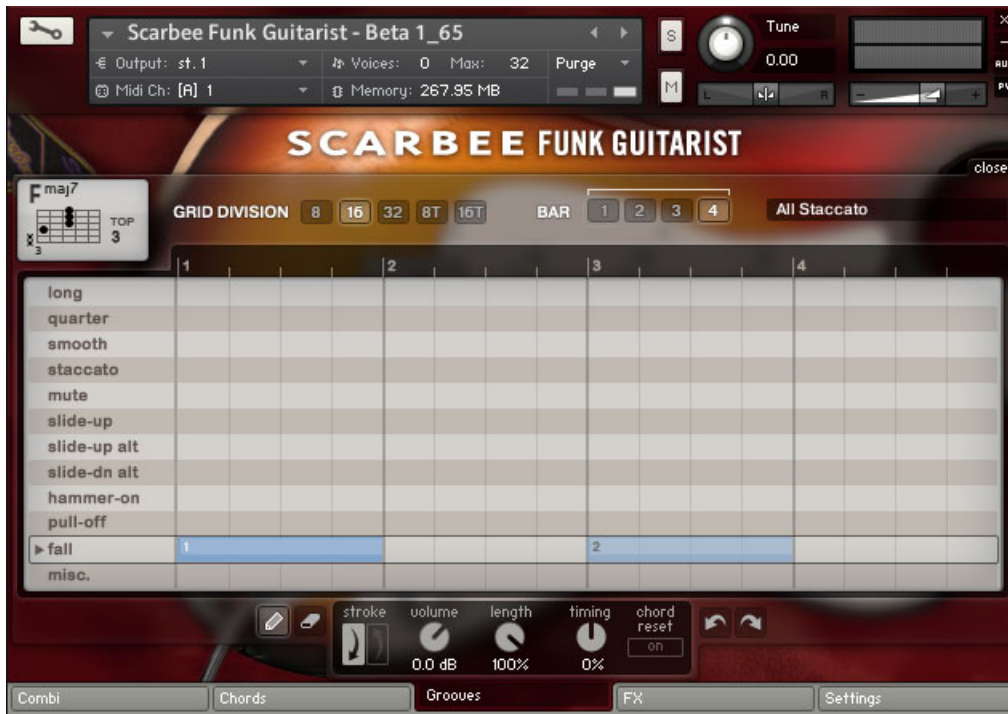 Scarbee Funk Guitarist - Beta 1_65
Output: st.1 Voices: 0 Max: 32 Purge
Midi Ch: [A] 1 Memory: 267.95 MB
S
M
Tune
0.00
L R
- +
AU
PV
SCARBEE FUNK GUITARIST
close
Fmaj7
TOP
3
xx
3
GRID DIVISION 8 16 32 8T 16T BAR 1 2 3 4 All Staccato
1 2 3 4
long
quarter
smooth
staccato
mute
slide-up
slide-up alt
slide-dn alt
hammer-on
pull-off
fall 1 2
misc.
stroke volume length timing chord reset
0.0 dB 100% 0% on
Combi Chords Grooves FX Settings